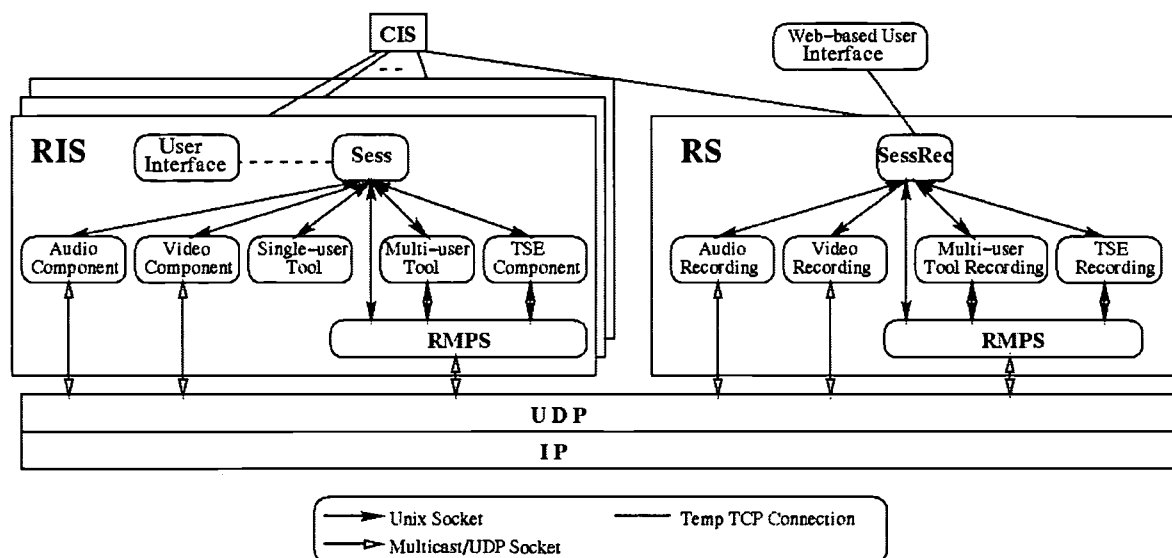 CIS
Web-based User
Interface
RIS
User
Interface
Sess
RS
SessRec
Audio
Component
Video
Component
Single-user
Tool
Multi-user
Tool
TSE
Component
Audio
Recording
Video
Recording
Multi-user
Tool Recording
TSE
Recording
RMPS
RMPS
UDP
IP
Unix Socket
Temp TCP Connection
Multicast/UDP Socket